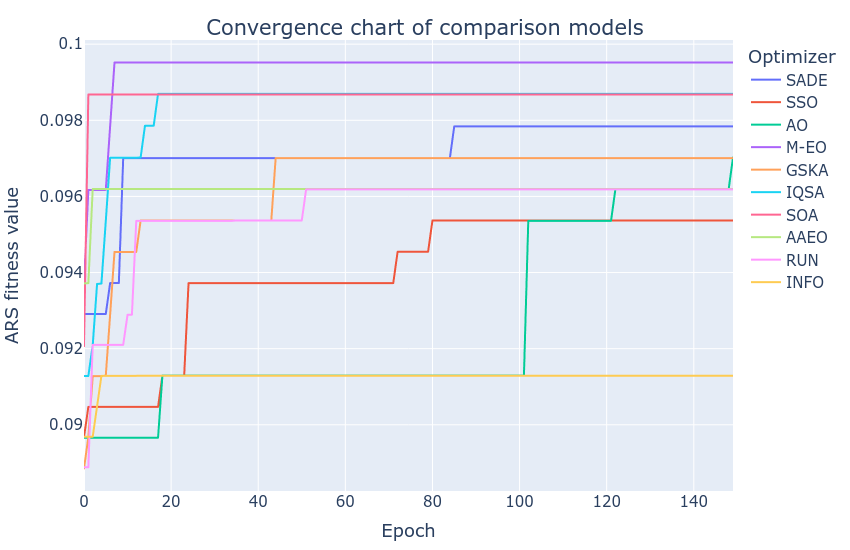 Convergence chart of comparison models
ARS fitness value
0.1
0.098
0.096
0.094
0.092
0.09
0
20
40
60
80
100
120
140
Epoch
Optimizer
SADE
SSO
AO
M-EO
GSKA
IQSA
SOA
AAEO
RUN
INFO